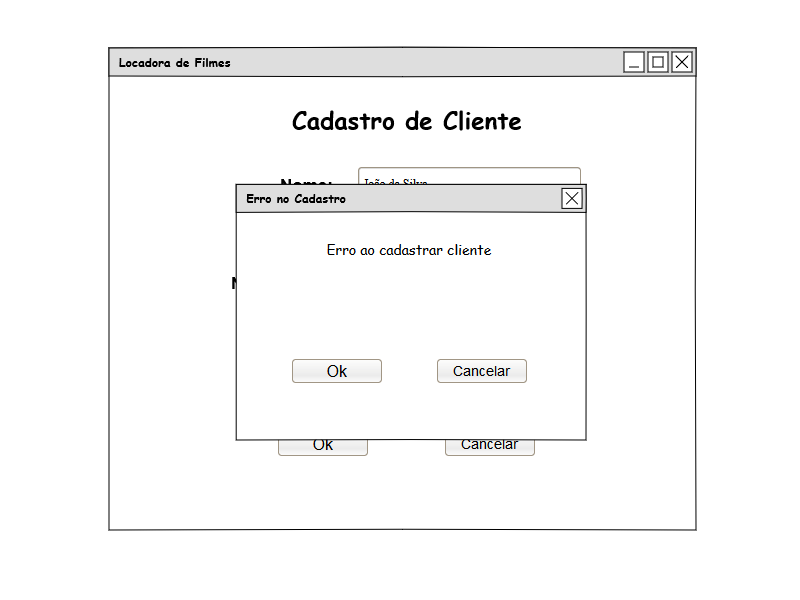 Locadora de Filmes
Cadastro de Cliente
Nome:
João da Silva
Erro no Cadastro
Erro ao cadastrar cliente
Ok
Cancelar
Ok
Cancelar